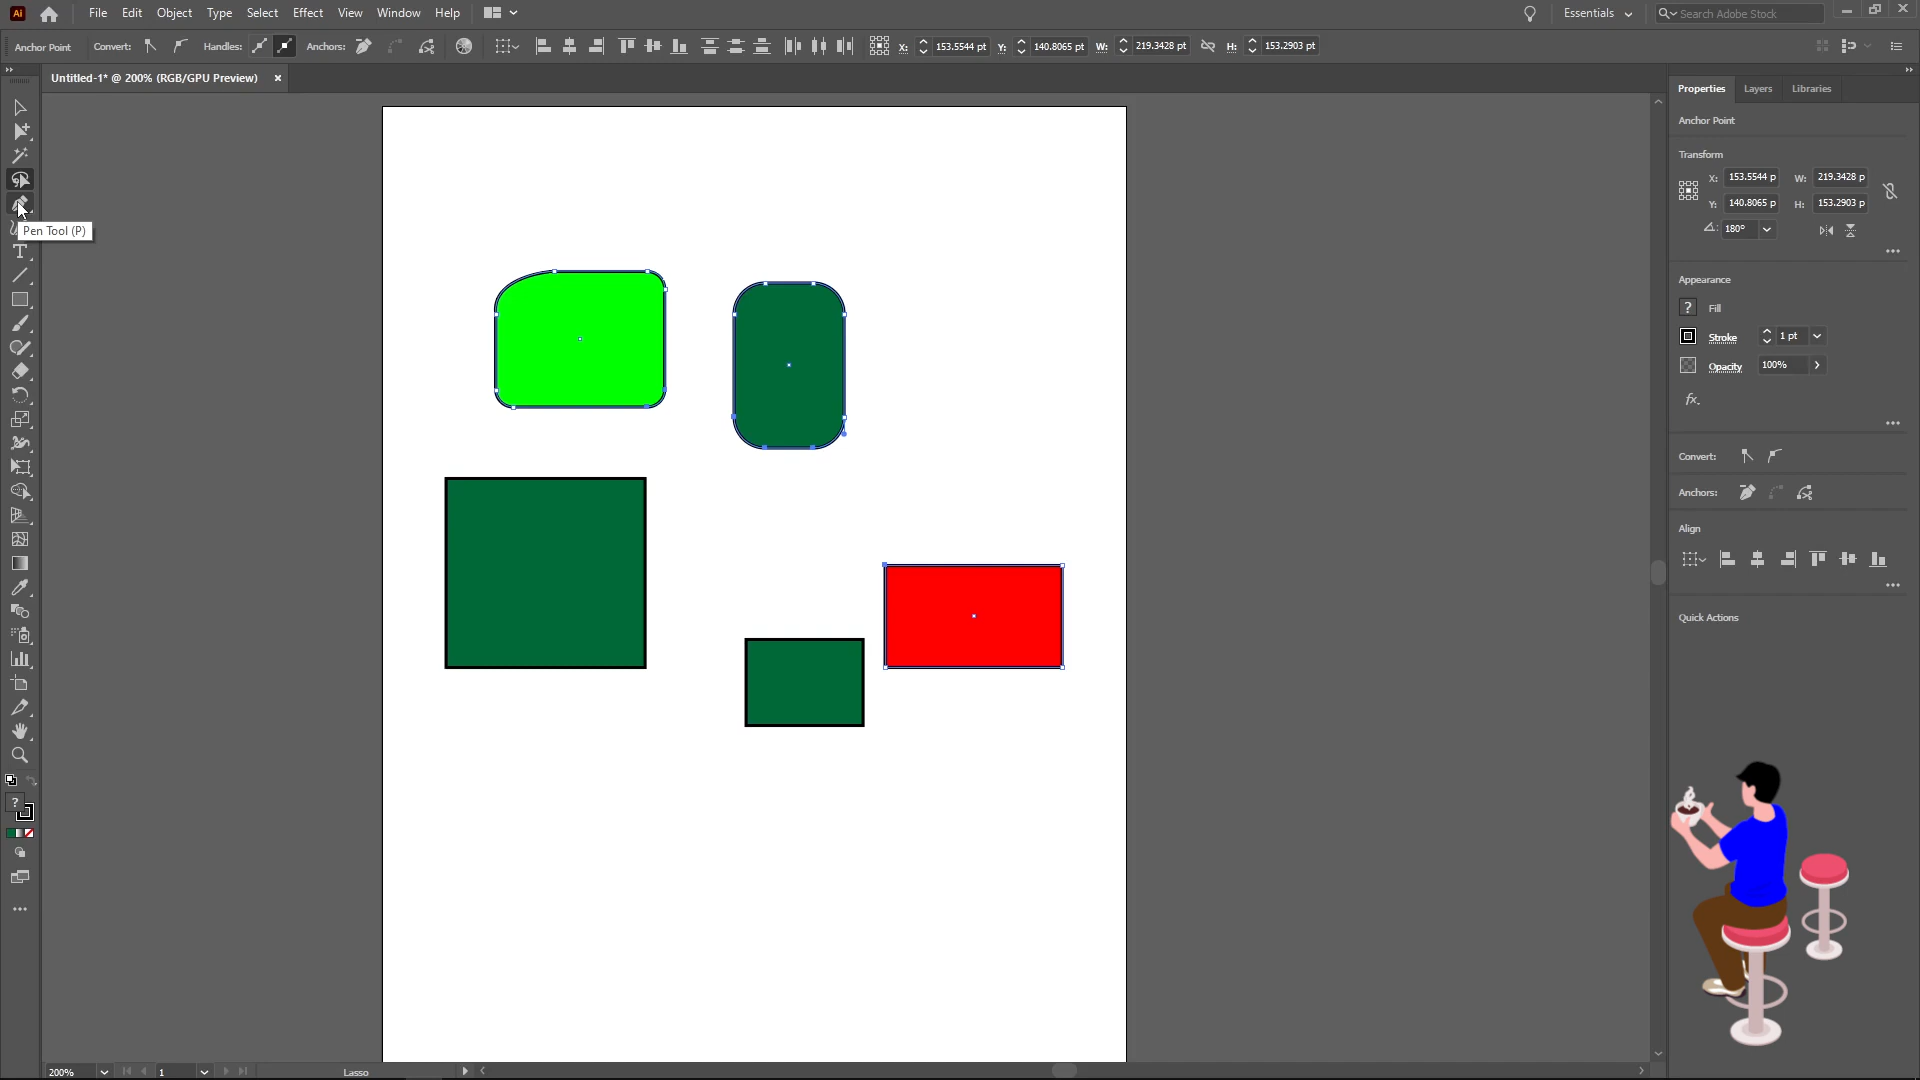 Ai File Edit Object Type Select Effect View Window Help Essentials Search Adobe Stock
Anchor Point Convert: Handles: Anchors: X: 153.5544 pt Y: 140.8065 pt W: 219.3428 pt H: 153.2903 pt
Untitled-1* @ 200% (RGB/GPU Preview) ×
Pen Tool (P)
T
?
200% 1 Lasso
Properties Layers Libraries
Anchor Point
Transform
X: 153.5544 p W: 219.3428 p
Y: 140.8065 p H: 153.2903 p
180°
Appearance
? Fill
Stroke 1 pt
Opacity 100%
fx.
Convert:
Anchors:
Align
Quick Actions